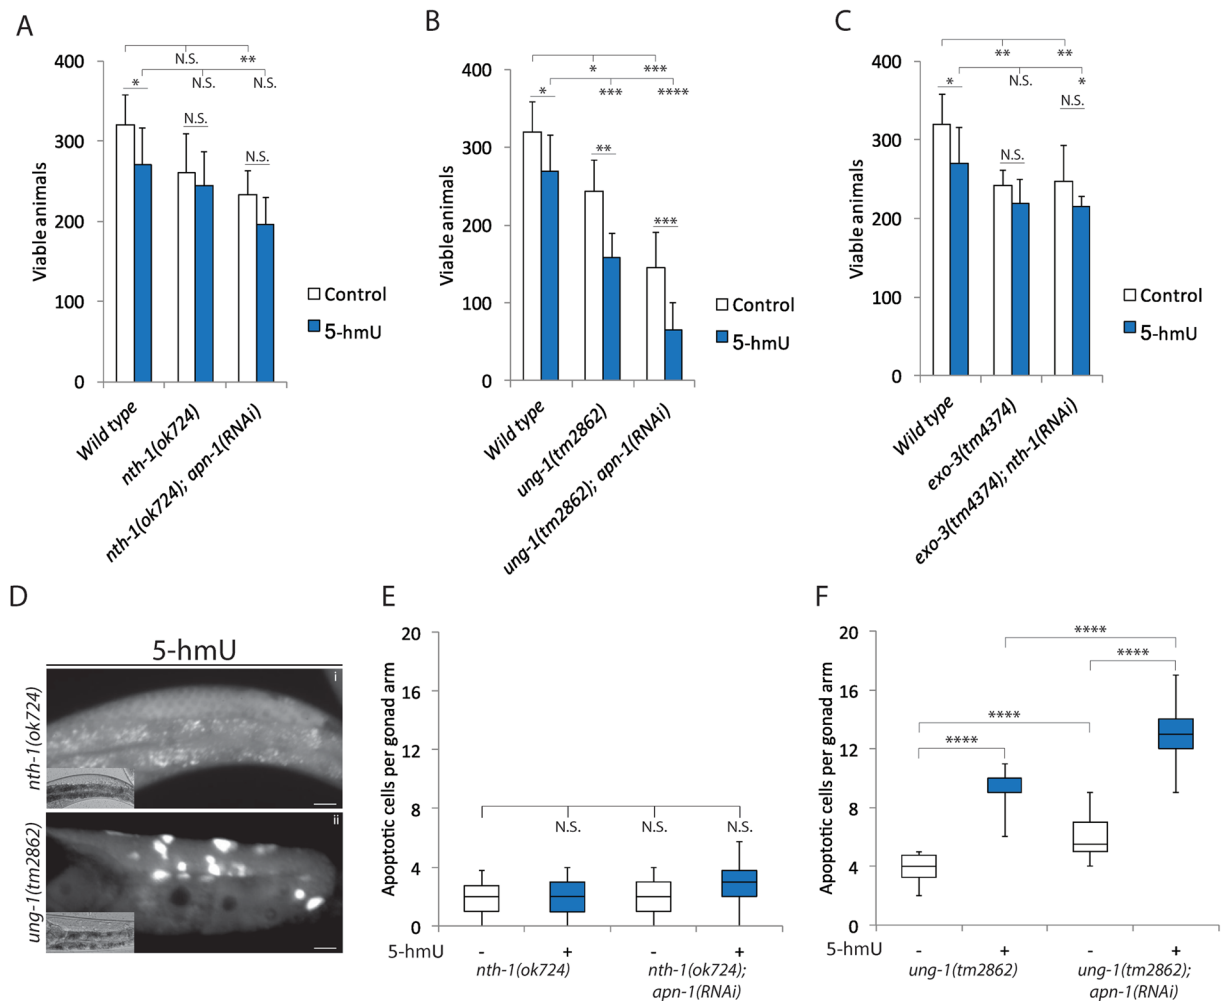 A
400
300
200
100
0
Viable animals
N.S.
**
*
N.S.
N.S.
N.S.
N.S.
Control
5-hmU
Wild type
nth-1(ok724)
nth-1(ok724); apn-1(RNAi)
B
400
300
200
100
0
Viable animals
*
***
*
***
****
**
***
Control
5-hmU
Wild type
ung-1(tm2862)
ung-1(tm2862); apn-1(RNAi)
C
400
300
200
100
0
Viable animals
**
**
*
N.S.
*
N.S.
N.S.
Control
5-hmU
Wild type
exo-3(tm4374)
exo-3(tm4374); nth-1(RNAi)
D
5-hmU
nth-1(ok724)
i
ung-1(tm2862)
ii
E
20
16
12
8
4
0
Apoptotic cells per gonad arm
N.S.
N.S.
N.S.
5-hmU - + - +
nth-1(ok724)
nth-1(ok724);
apn-1(RNAi)
F
20
16
12
8
4
0
Apoptotic cells per gonad arm
****
****
****
****
5-hmU - + - +
ung-1(tm2862)
ung-1(tm2862);
apn-1(RNAi)